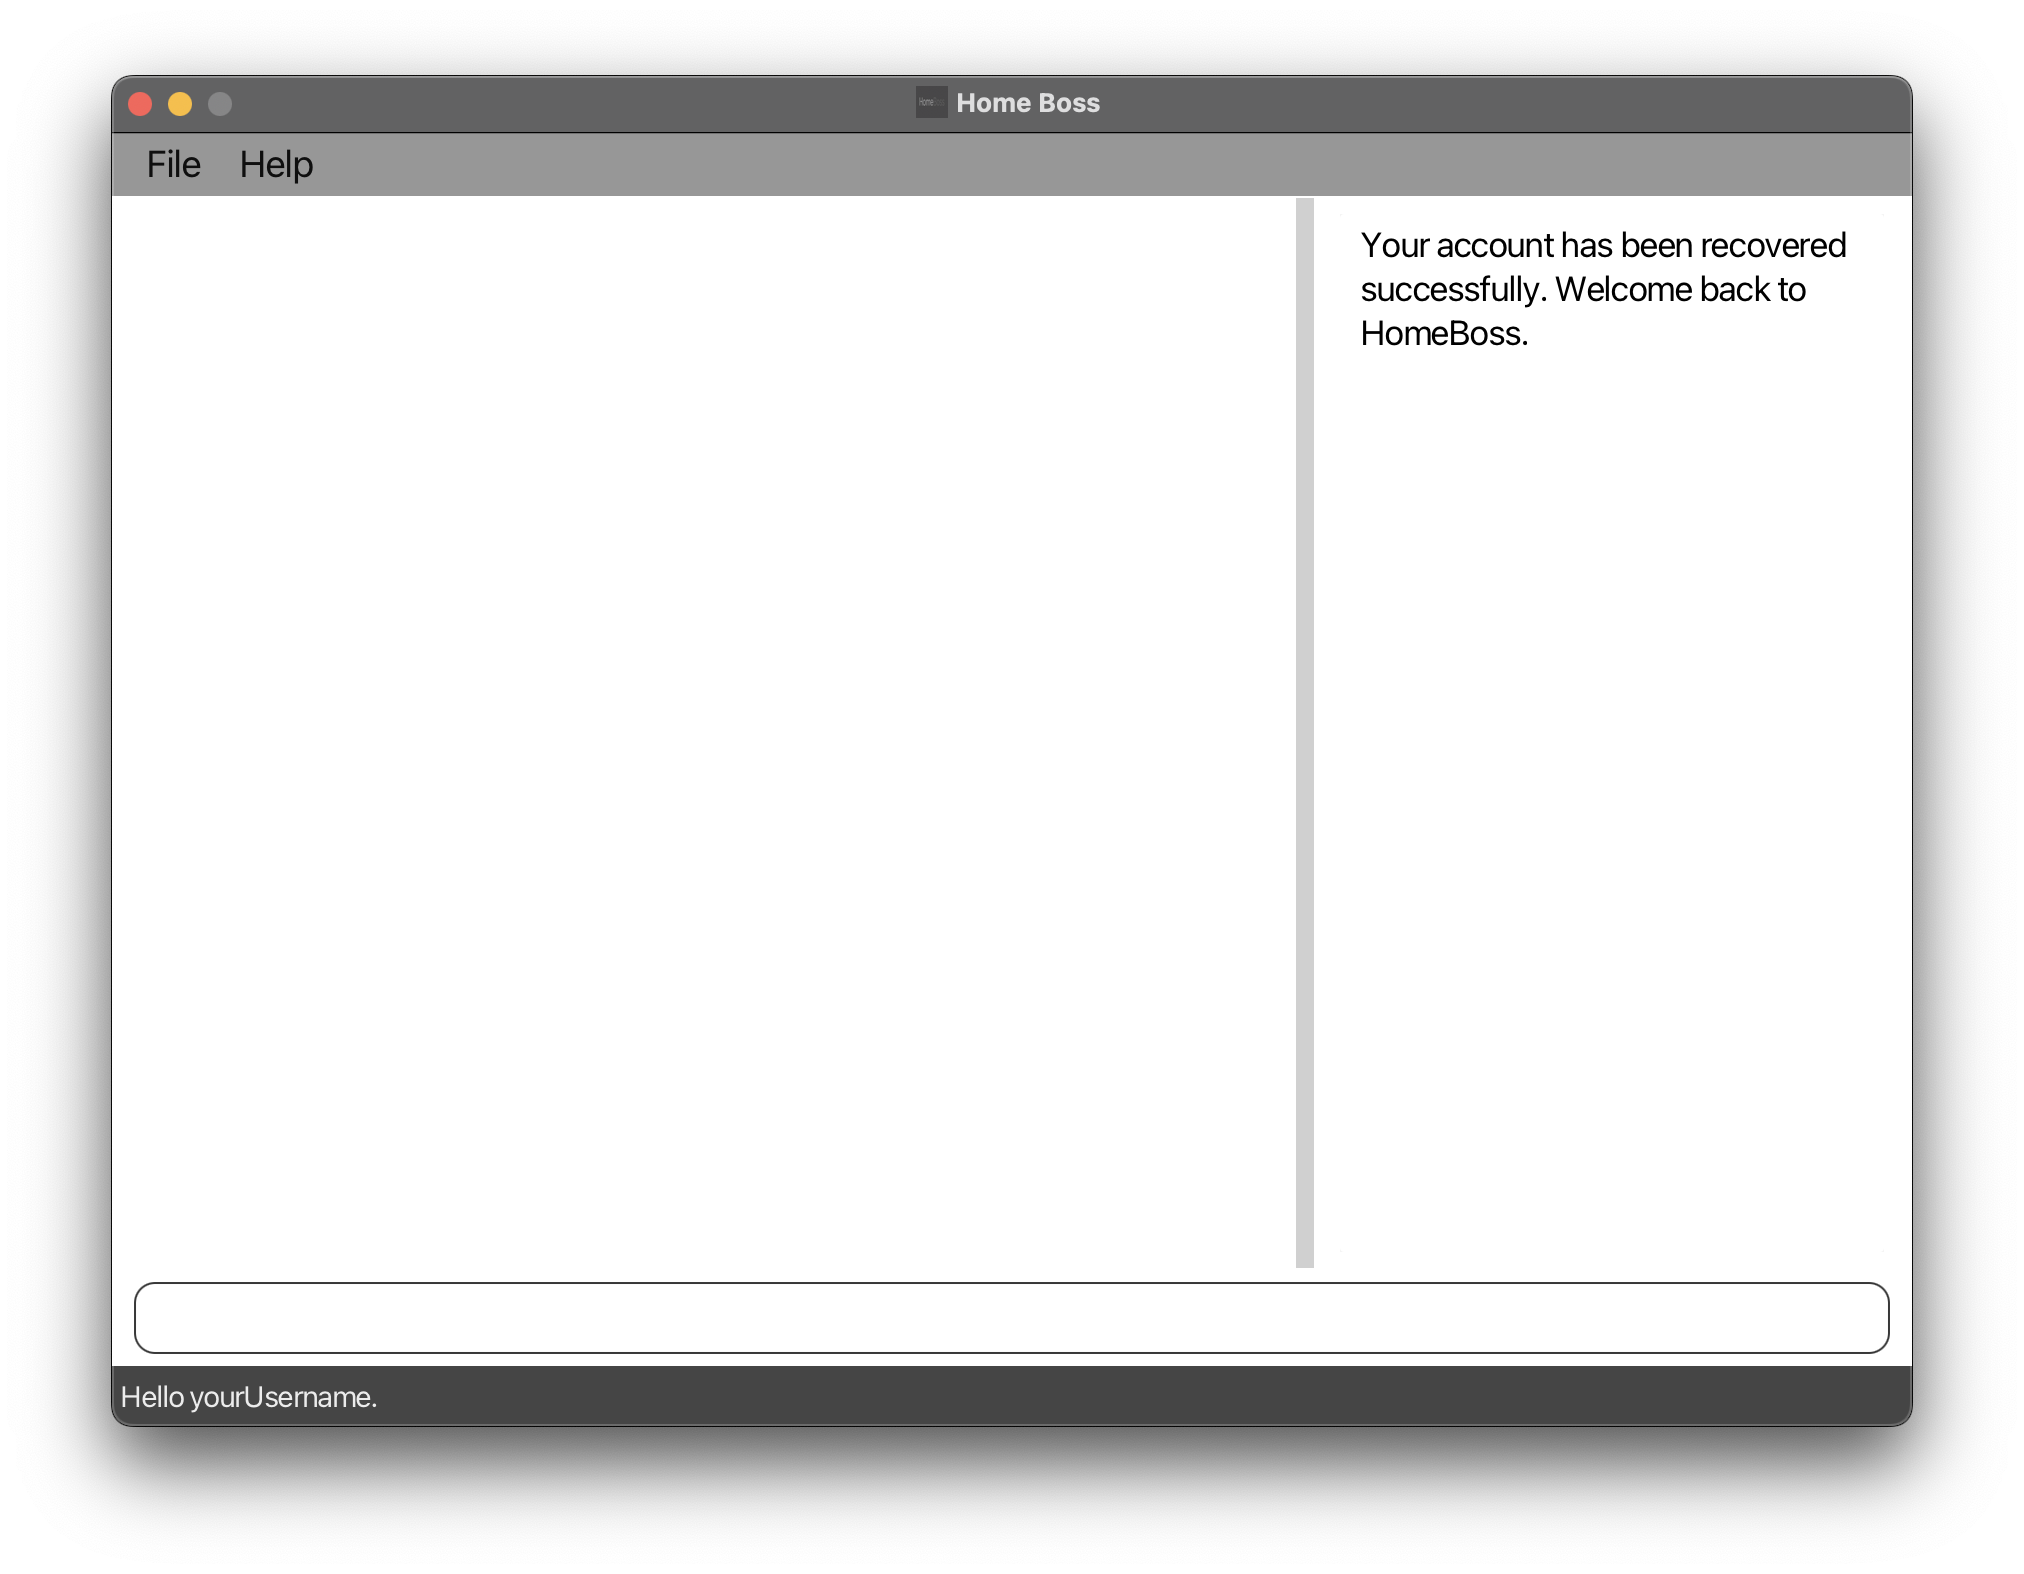 Home Boss
File Help
Your account has been recovered
successfully. Welcome back to
HomeBoss.
Hello yourUsername.